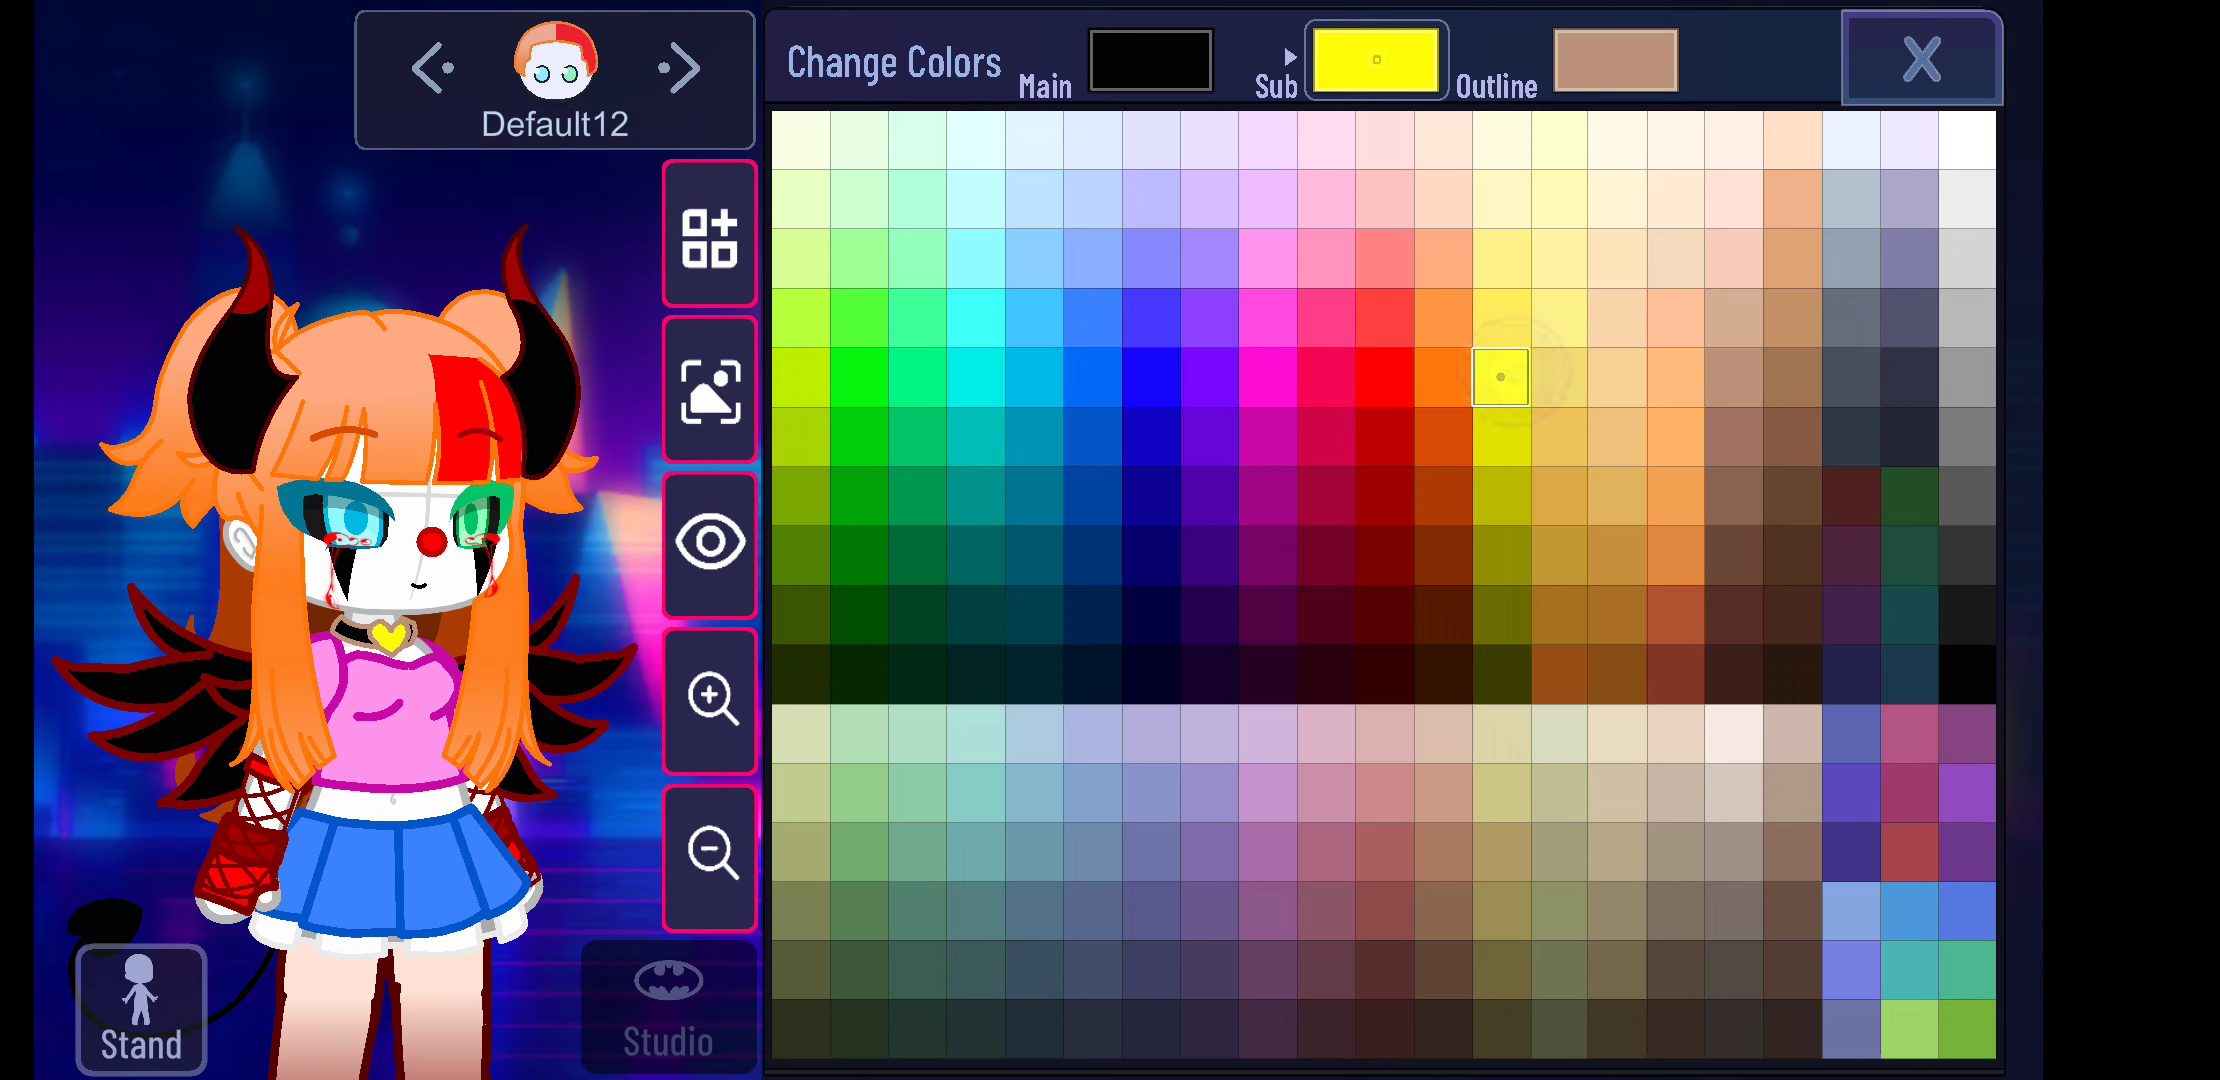 Default12
Change Colors
Main
Sub
Outline
X
Stand
Studio